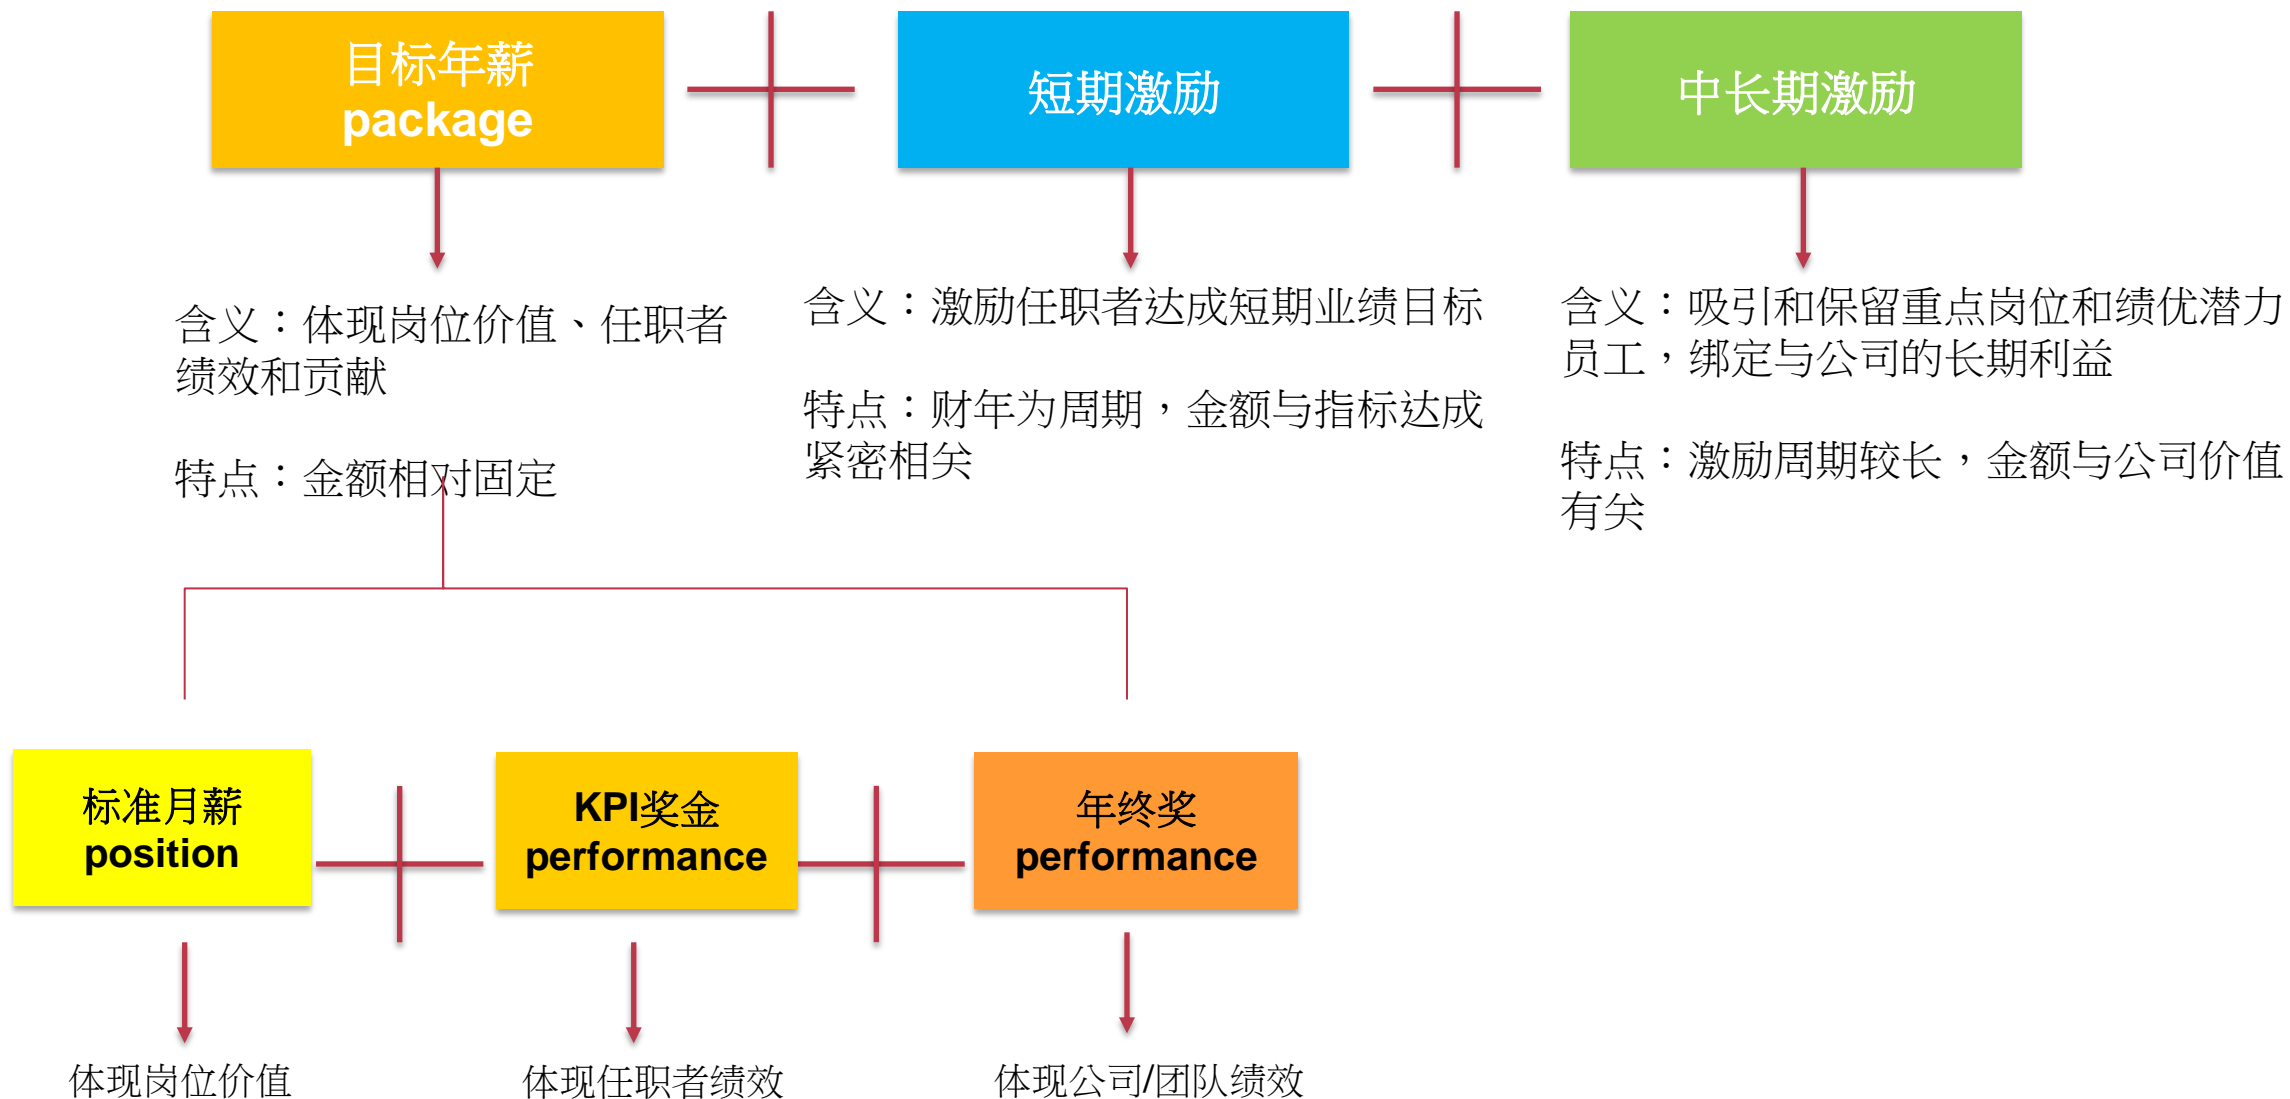 目标年薪
package
短期激励
中长期激励
含义：体现岗位价值、任职者
绩效和贡献
特点：金额相对固定
含义：激励任职者达成短期业绩目标
特点：财年为周期，金额与指标达成
紧密相关
含义：吸引和保留重点岗位和绩优潜力
员工，绑定与公司的长期利益
特点：激励周期较长，金额与公司价值
有关
标准月薪
position
KPI奖金
performance
年终奖
performance
体现岗位价值
体现任职者绩效
体现公司/团队绩效